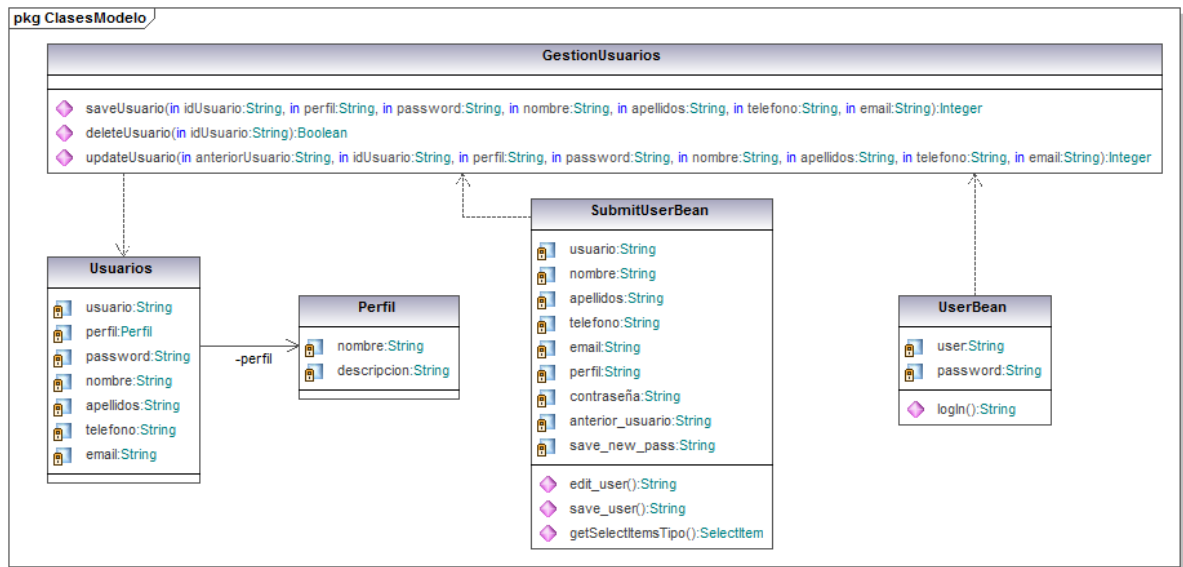 pkg ClasesModelo
GestionUsuarios
saveUsuario(in idUsuario:String, in perfil:String, in password:String, in nombre:String, in apellidos:String, in telefono:String, in email:String):Integer
deleteUsuario(in idUsuario:String):Boolean
updateUsuario(in anteriorUsuario:String, in idUsuario:String, in perfil:String, in password:String, in nombre:String, in apellidos:String, in telefono:String, in email:String):Integer
Usuarios
usuario:String
perfil:Perfil
password:String
nombre:String
apellidos:String
telefono:String
email:String
-perfil
Perfil
nombre:String
descripcion:String
SubmitUserBean
usuario:String
nombre:String
apellidos:String
telefono:String
email:String
perfil:String
contraseña:String
anterior_usuario:String
save_new_pass:String
edit_user():String
save_user():String
getSelectItemsTipo():SelectItem
UserBean
user:String
password:String
logIn():String